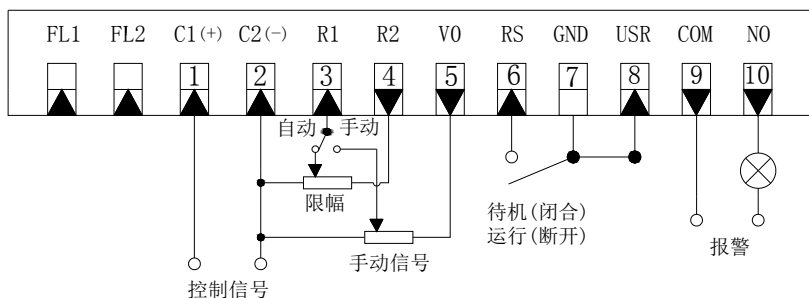 FL1 FL2 C1(+) C2(-) R1 R2 V0 RS GND USR COM NO
1 2 3 4 5 6 7 8 9 10
自动 手动
限幅
待机(闭合)
运行(断开)
报警
手动信号
控制信号